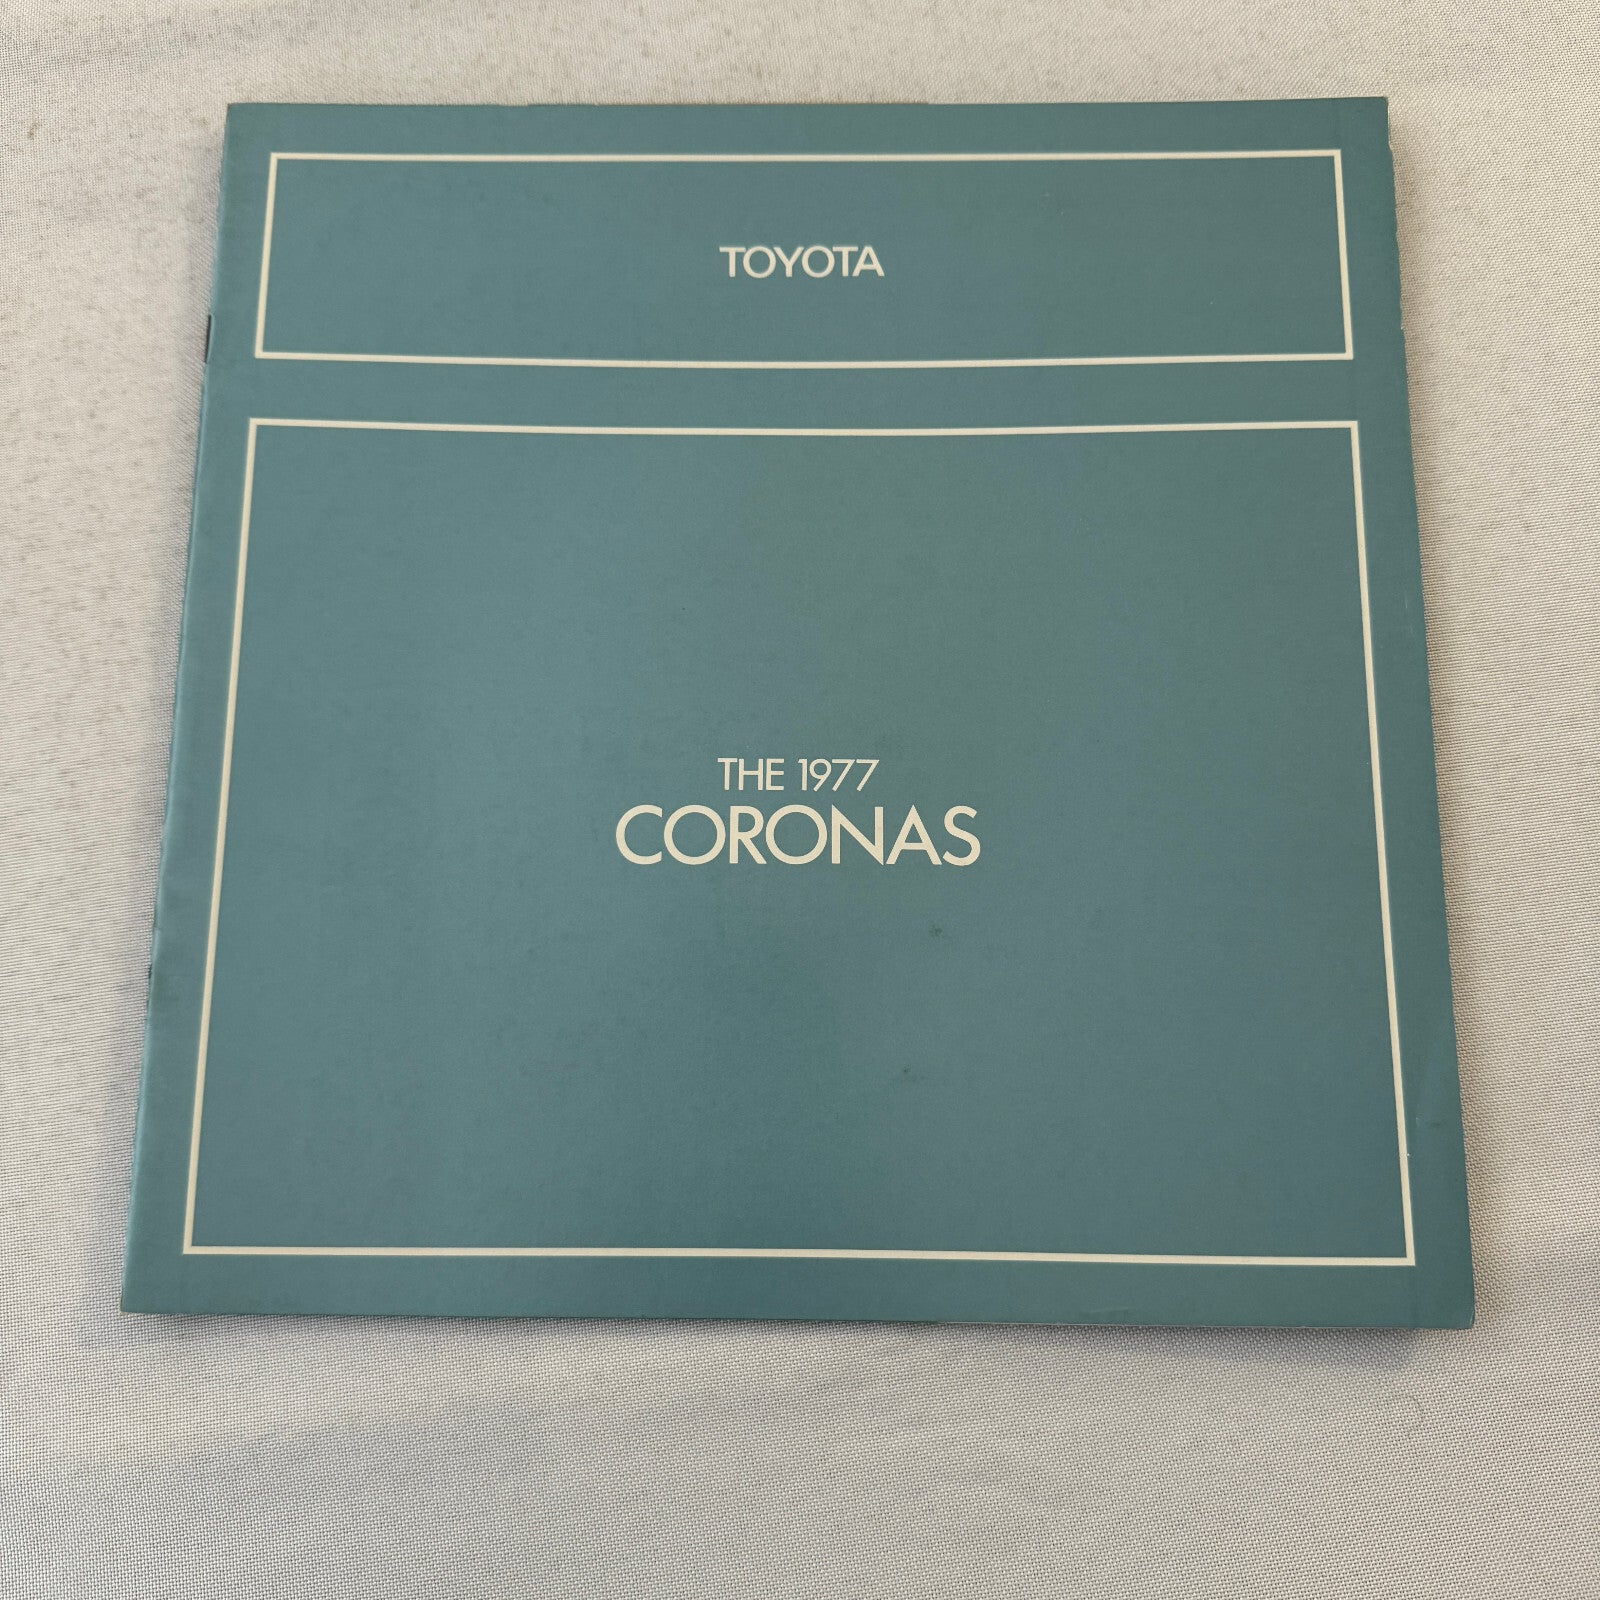 TOYOTA
THE 1977
CORONAS